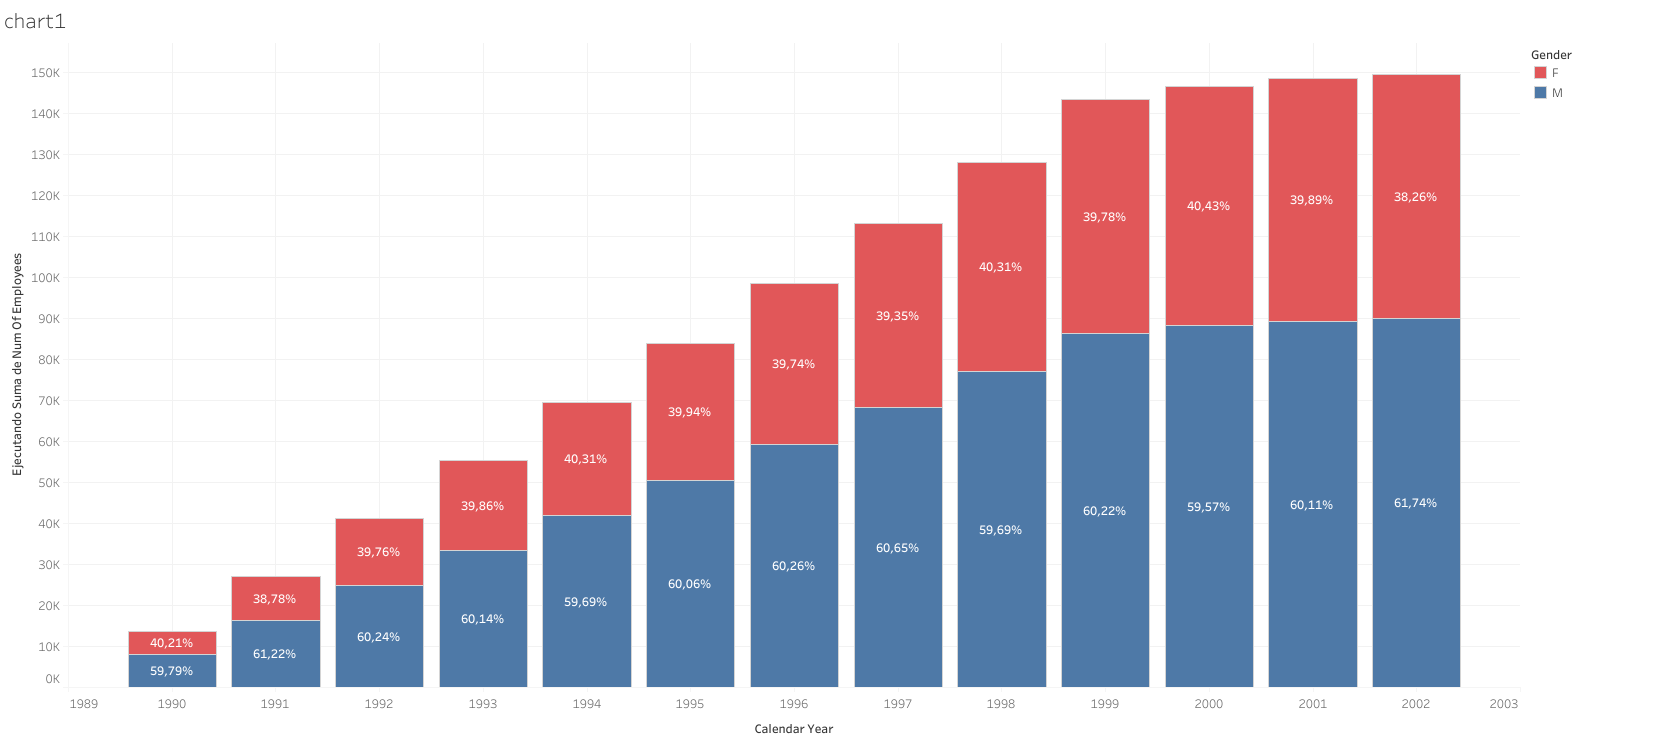 chart1
Gender
F
M
150K
140K
130K
120K
110K
100K
90K
80K
70K
60K
50K
40K
30K
20K
10K
0K
Ejecutando Suma de Num Of Employees
40,21%
59,79%
38,78%
61,22%
39,76%
60,24%
39,86%
60,14%
40,31%
59,69%
39,94%
60,06%
39,74%
60,26%
39,35%
60,65%
40,31%
59,69%
39,78%
60,22%
40,43%
59,57%
39,89%
60,11%
38,26%
61,74%
1989 1990 1991 1992 1993 1994 1995 1996 1997 1998 1999 2000 2001 2002 2003
Calendar Year